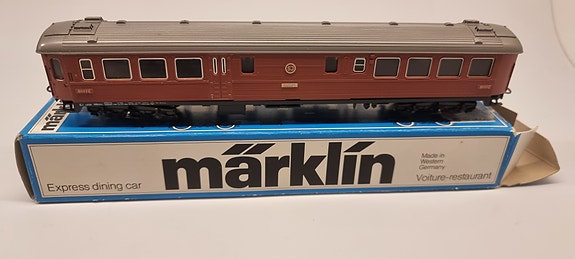 märklin
Express dining car
märklin
Made in
Western
Germany
Voiture-restaurant